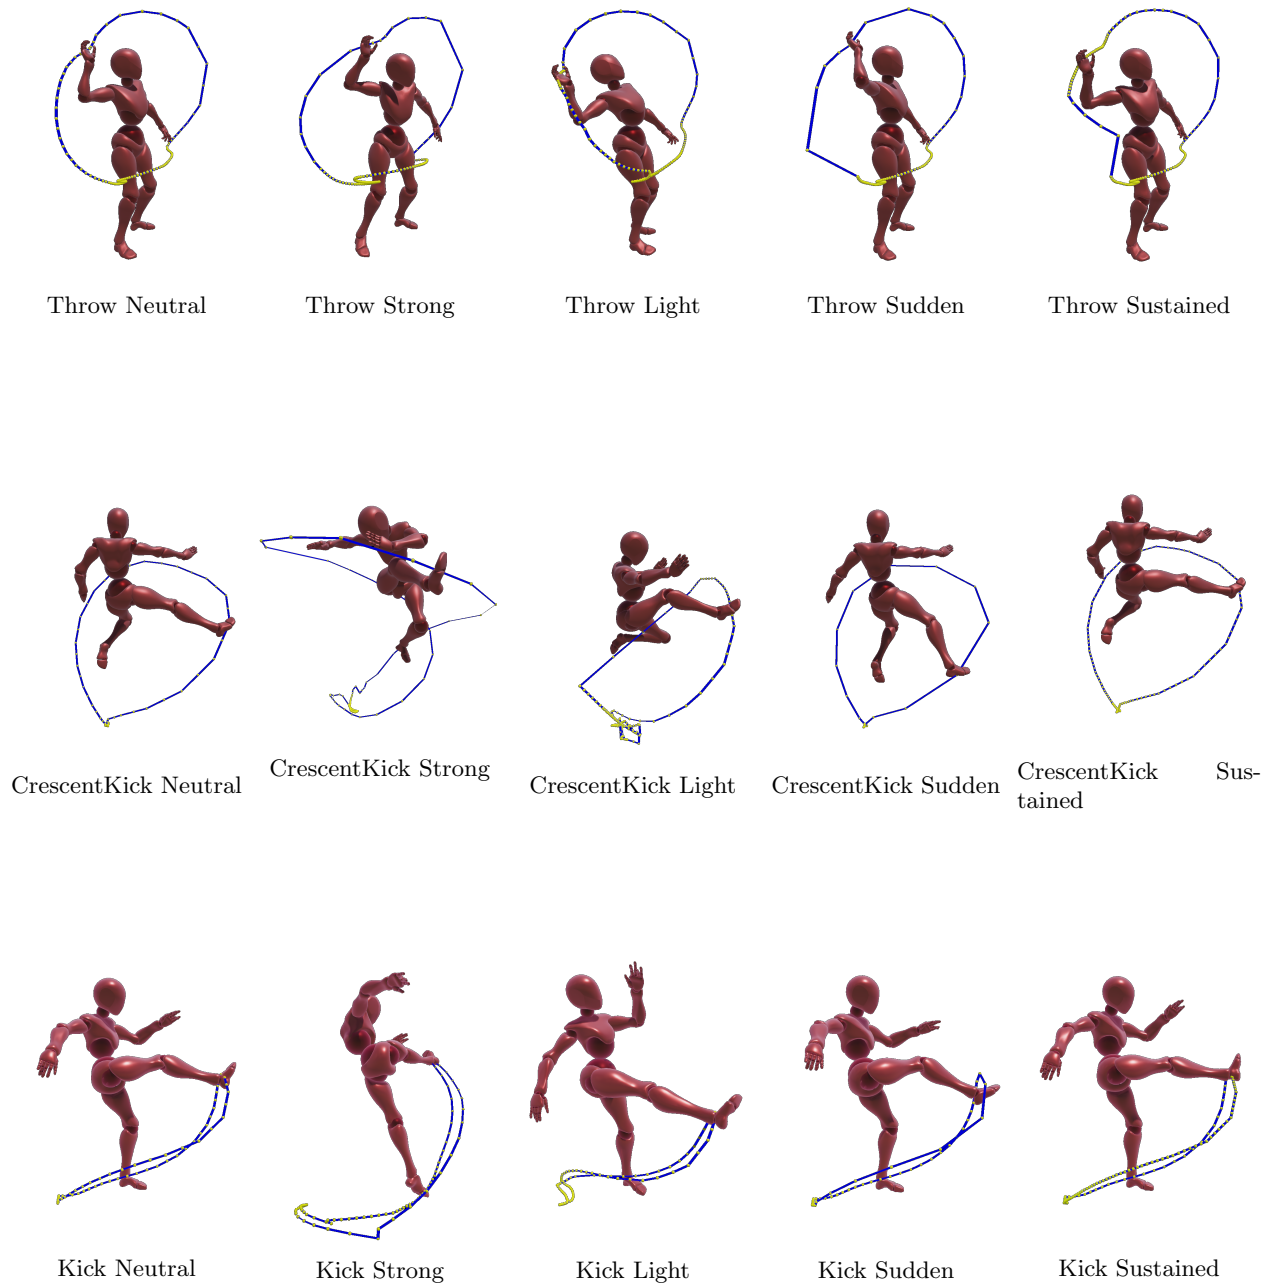 Throw Neutral
Throw Strong
Throw Light
Throw Sudden
Throw Sustained
CrescentKick Neutral
CrescentKick Strong
CrescentKick Light
CrescentKick Sudden
CrescentKick Sus-
tained
Kick Neutral
Kick Strong
Kick Light
Kick Sudden
Kick Sustained